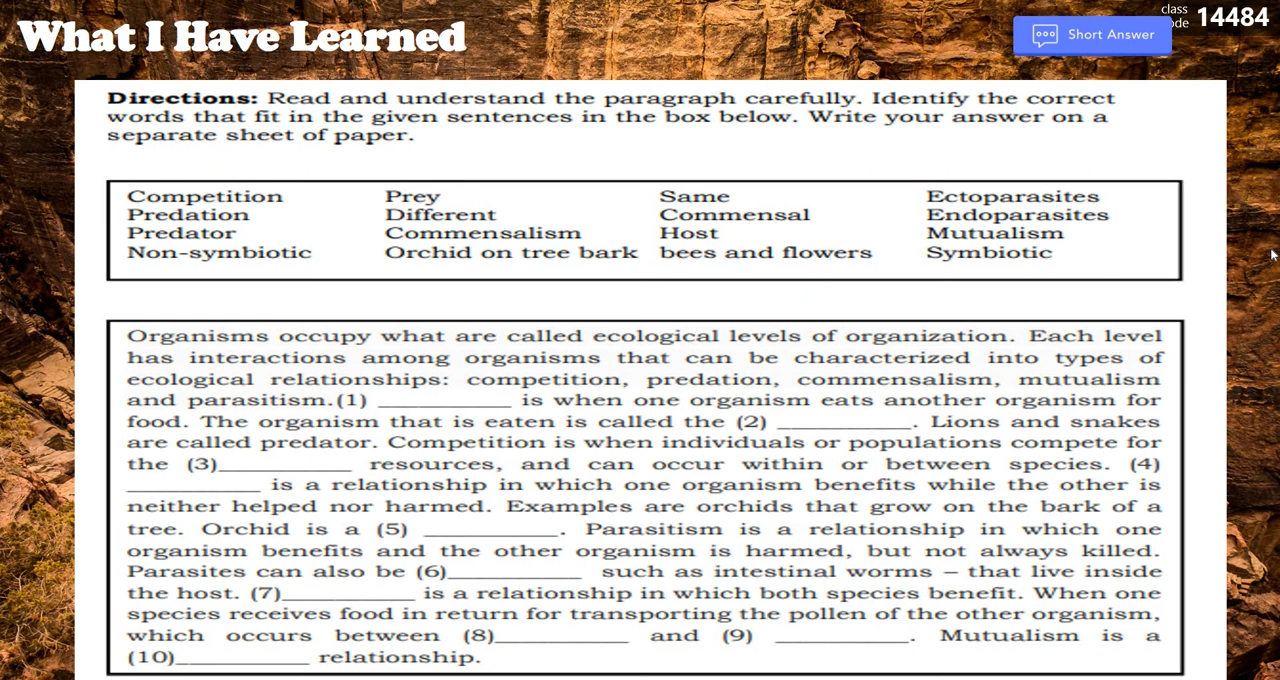 What I Have Learned
class
ode 14484
Short Answer
Directions: Read and understand the paragraph carefully. Identify the correct
words that fit in the given sentences in the box below. Write your answer on a
separate sheet of paper.
Competition Prey Same Ectoparasites
Predation Different Commensal Endoparasites
Predator Commensalism Host Mutualism
Non-symbiotic Orchid on tree bark bees and flowers Symbiotic
Organisms occupy what are called ecological levels of organization. Each level
has interactions among organisms that can be characterized into types of
ecological relationships: competition, predation, commensalism, mutualism
and parasitism.(1) __________ is when one organism eats another organism for
food. The organism that is eaten is called the (2) __________. Lions and snakes
are called predator. Competition is when individuals or populations compete for
the (3)__________ resources, and can occur within or between species. (4)
__________ is a relationship in which one organism benefits while the other is
neither helped nor harmed. Examples are orchids that grow on the bark of a
tree. Orchid is a (5) __________. Parasitism is a relationship in which one
organism benefits and the other organism is harmed, but not always killed.
Parasites can also be (6)__________ such as intestinal worms – that live inside
the host. (7)__________ is a relationship in which both species benefit. When one
species receives food in return for transporting the pollen of the other organism,
which occurs between (8)__________ and (9) __________. Mutualism is a
(10)__________ relationship.